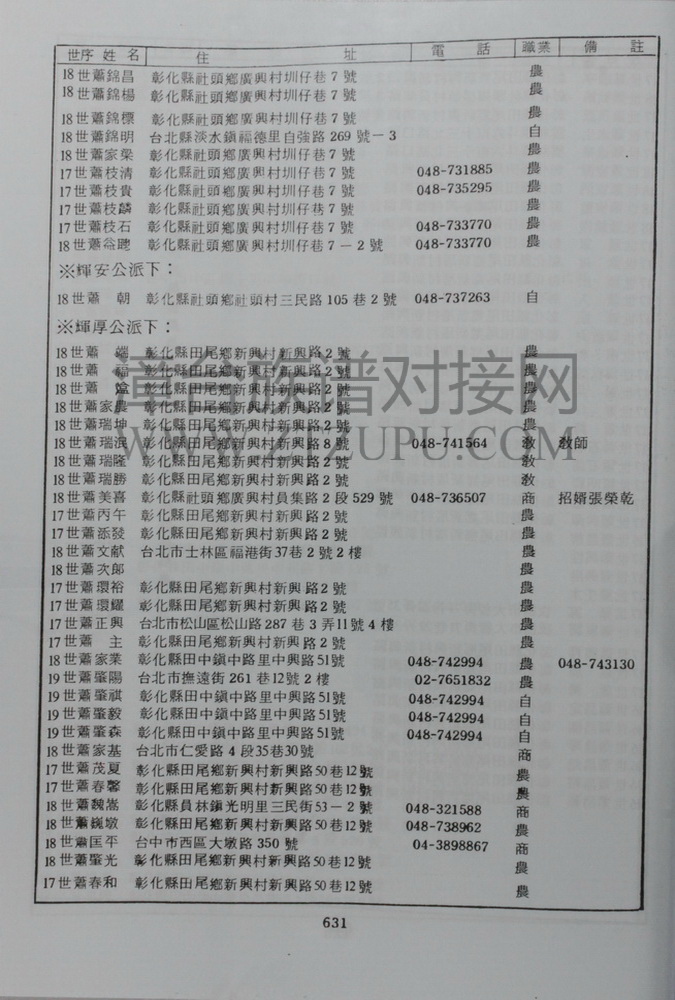 世序 姓名 住 址 電 話 職業 備 註
18世蕭錦昌 彰化縣社頭鄉廣興村圳仔巷7號 農
18世蕭錦楊 彰化縣社頭鄉廣興村圳仔巷7號 農
18世蕭錦標 彰化縣社頭鄉廣興村圳仔巷7號 農
18世蕭錦明 台北縣淡水鎮福德里自強路269號一3 自
18世蕭家梁 彰化縣社頭鄉廣興村圳仔巷7號 農
17世蕭枝清 彰化縣社頭鄉廣興村圳仔巷7號 048-731885 農
17世蕭枝貴 彰化縣社頭鄉廣興村圳仔巷7號 048-735295 農
17世蕭枝麟 彰化縣社頭鄉廣興村圳仔巷7號 農
17世蕭枝石 彰化縣社頭鄉廣興村圳仔巷7號 048-733770 農
18世蕭谷聰 彰化縣社頭鄉廣興村圳仔巷7－2號 048-733770 農
※輝安公派下：
18世蕭 朝 彰化縣社頭鄉社頭村三民路105巷2號 048-737263 自
※輝厚公派下：
18世蕭 端 彰化縣田尾鄉新興村新興路2號 農
18世蕭 福 彰化縣田尾鄉新興村新興路2號 農
18世蕭 彰化縣田尾鄉新興村新興路2號 農
18世蕭家農 彰化縣田尾鄉新興村新興路2號 農
18世蕭瑞坤 彰化縣田尾鄉新興村新興路2號 農
18世蕭瑞濱 彰化縣田尾鄉新興村新興路8號 048-741564 教 教師
18世蕭瑞隆 彰化縣田尾鄉新興村新興路2號 教
18世蕭瑞勝 彰化縣田尾鄉新興村新興路2號 教
18世蕭美喜 彰化縣社頭鄉廣興村員集路2段529號 048-736507 商 招婿張榮乾
17世蕭丙午 彰化縣田尾鄉新興村新興路2號 農
17世蕭添發 彰化縣田尾鄉新興村新興路2號 農
18世蕭文献 台北市士林區福港街37巷2號2樓 農
18世蕭次郎 農
17世蕭環裕 彰化縣田尾鄉新興村新興路2號 農
17世蕭環耀 彰化縣田尾鄉新興村新興路2號 農
17世蕭正興 台北市松山區松山路287巷3弄11號4樓 農
17世蕭 主 彰化縣田尾鄉新興村新興路2號 農
18世蕭家業 彰化縣田中鎮中路里中興路51號 048-742994 農 048-743130
19世蕭肇陽 台北市撫遠街261巷12號2樓 02-7651832 農
19世蕭肇祺 彰化縣田中鎮中路里中興路51號 048-742994 自
19世蕭肇毅 彰化縣田中鎮中路里中興路51號 048-742994 自
19世蕭肇森 彰化縣田中鎮中路里中興路51號 048-742994 自
18世蕭家基 台北市仁愛路4段35巷30號 商
17世蕭茂夏 彰化縣田尾鄉新興村新興路50巷12號 農
17世蕭春馨 彰化縣田尾鄉新興村新興路50巷12號 農
18世蕭魏嵩 彰化縣員林鎮光明里三民街53－2號 048-321588 商
18世蕭巍墩 彰化縣田尾鄉新興村新興路50巷12號 048-738962 農
18世蕭匡平 台中市西區大墩路350號 04-3898867 商
18世蕭肇光 彰化縣田尾鄉新興村新興路50巷12號 農
17世蕭春和 彰化縣田尾鄉新興村新興路50巷12號 農
漳台族谱对接网
WWW.ZTZUPU.COM
631